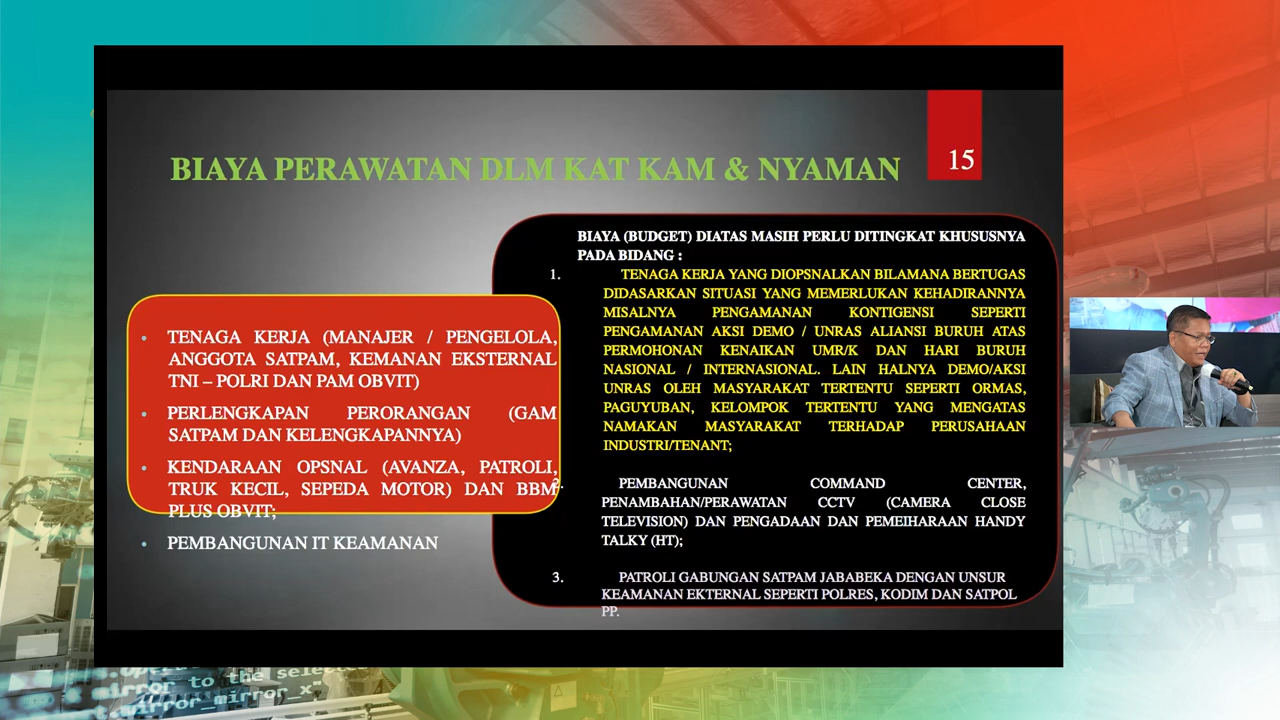 BIAYA PERAWATAN DLM KAT KAM & NYAMAN
15
• TENAGA KERJA (MANAJER / PENGELOLA,
ANGGOTA SATPAM, KEMANAN EKSTERNAL
TNI – POLRI DAN PAM OBVIT)
• PERLENGKAPAN PERORANGAN (GAM
SATPAM DAN KELENGKAPANNYA)
• KENDARAAN OPSNAL (AVANZA, PATROLI,
TRUK KECIL, SEPEDA MOTOR) DAN BBM
PLUS OBVIT;
• PEMBANGUNAN IT KEAMANAN
BIAYA (BUDGET) DIATAS MASIH PERLU DITINGKAT KHUSUSNYA
PADA BIDANG :
1. TENAGA KERJA YANG DIOPSNALKAN BILAMANA BERTUGAS
DIDASARKAN SITUASI YANG MEMERLUKAN KEHADIRANNYA
MISALNYA PENGAMANAN KONTIGENSI SEPERTI
PENGAMANAN AKSI DEMO / UNRAS ALIANSI BURUH ATAS
PERMOHONAN KENAIKAN UMR/K DAN HARI BURUH
NASIONAL / INTERNASIONAL. LAIN HALNYA DEMO/AKSI
UNRAS OLEH MASYARAKAT TERTENTU SEPERTI ORMAS,
PAGUYUBAN, KELOMPOK TERTENTU YANG MENGATAS
NAMAKAN MASYARAKAT TERHADAP PERUSAHAAN
INDUSTRI/TENANT;
2. PEMBANGUNAN COMMAND CENTER,
PENAMBAHAN/PERAWATAN CCTV (CAMERA CLOSE
TELEVISION) DAN PENGADAAN DAN PEMEIHARAAN HANDY
TALKY (HT);
3. PATROLI GABUNGAN SATPAM JABABEKA DENGAN UNSUR
KEAMANAN EKTERNAL SEPERTI POLRES, KODIM DAN SATPOL
PP.
mirror to the selected
mirror_mirror_x"